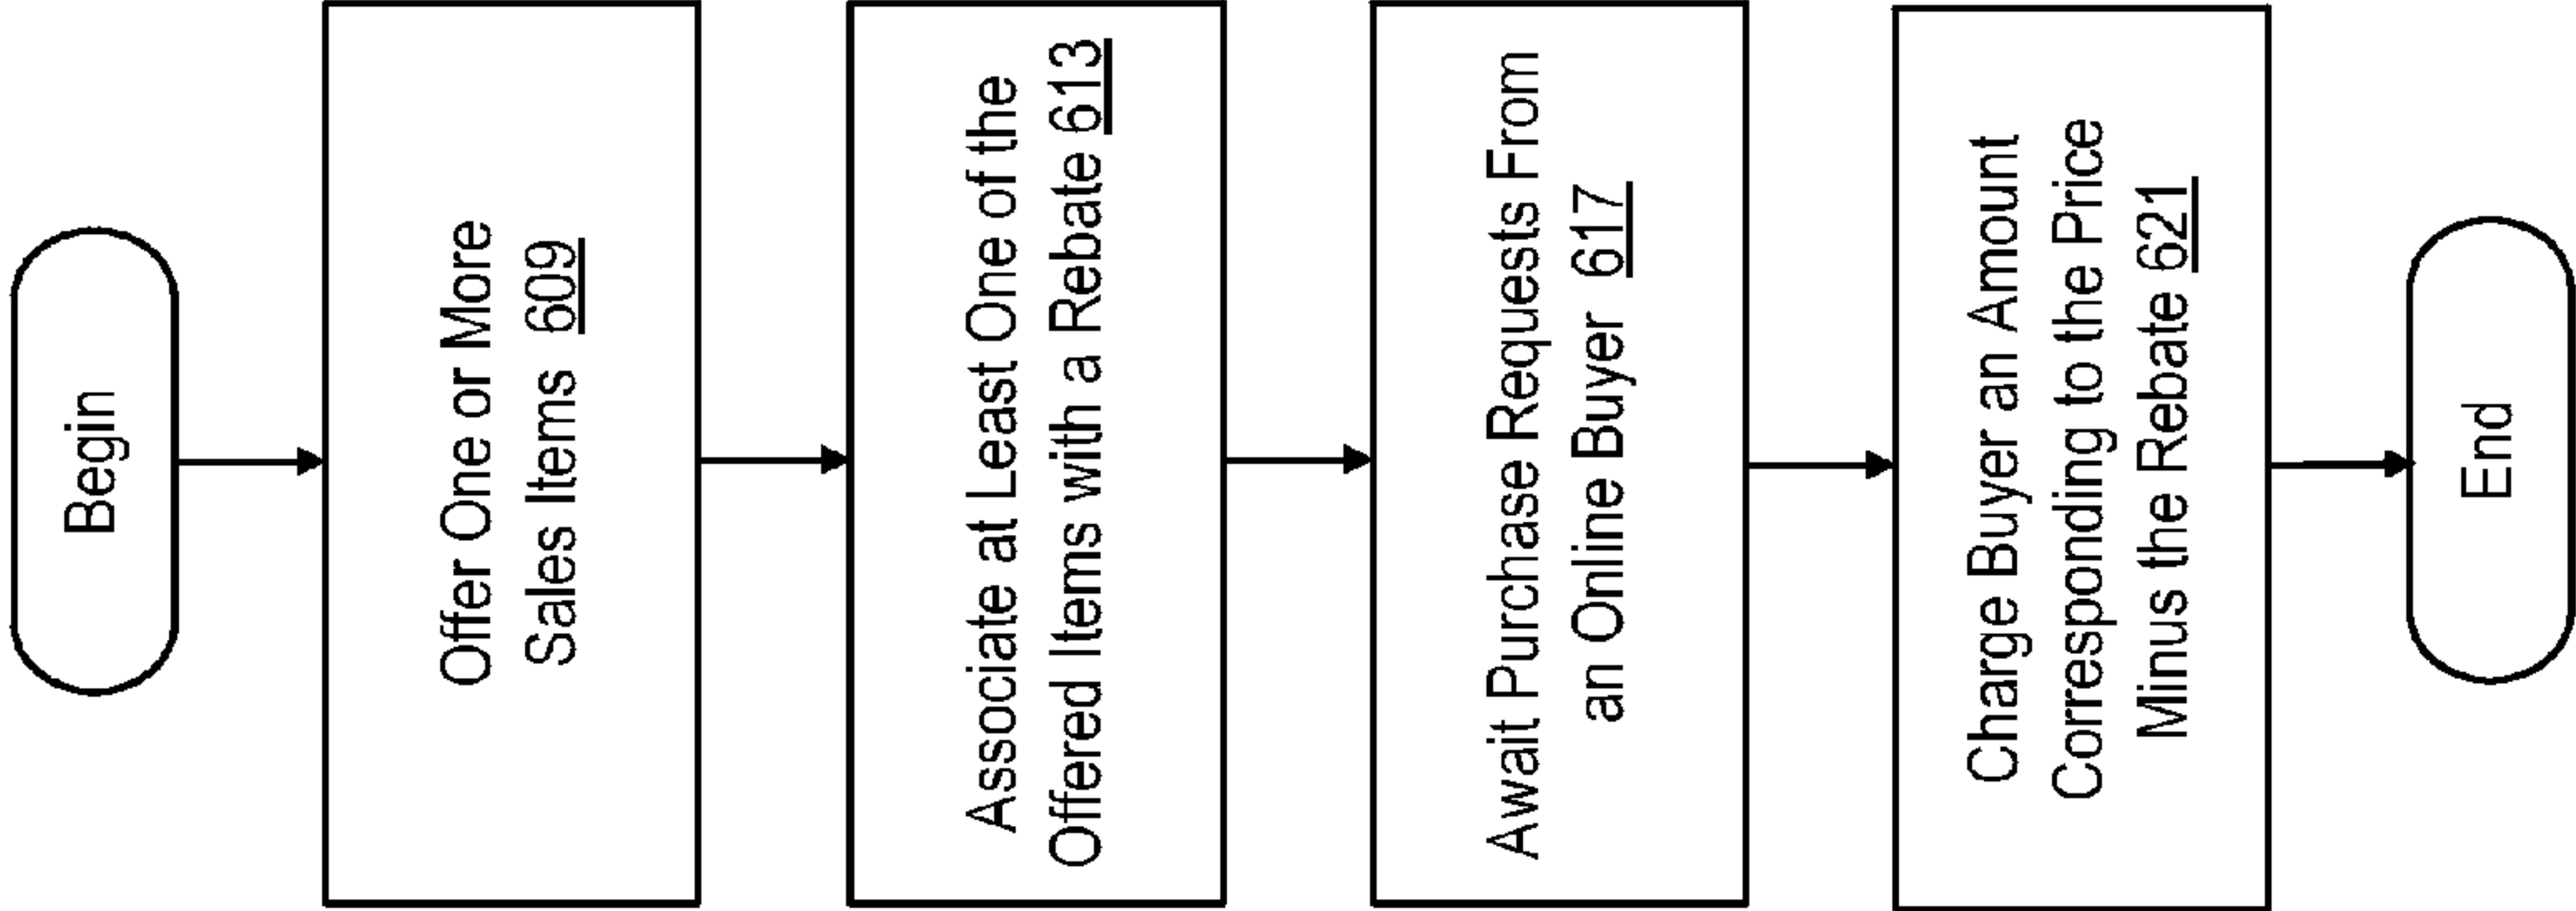 Begin
Offer One or More
Sales Items 609
Associate at Least One of the
Offered Items with a Rebate 613
Await Purchase Requests From
an Online Buyer 617
Charge Buyer an Amount
Corresponding to the Price
Minus the Rebate 621
End